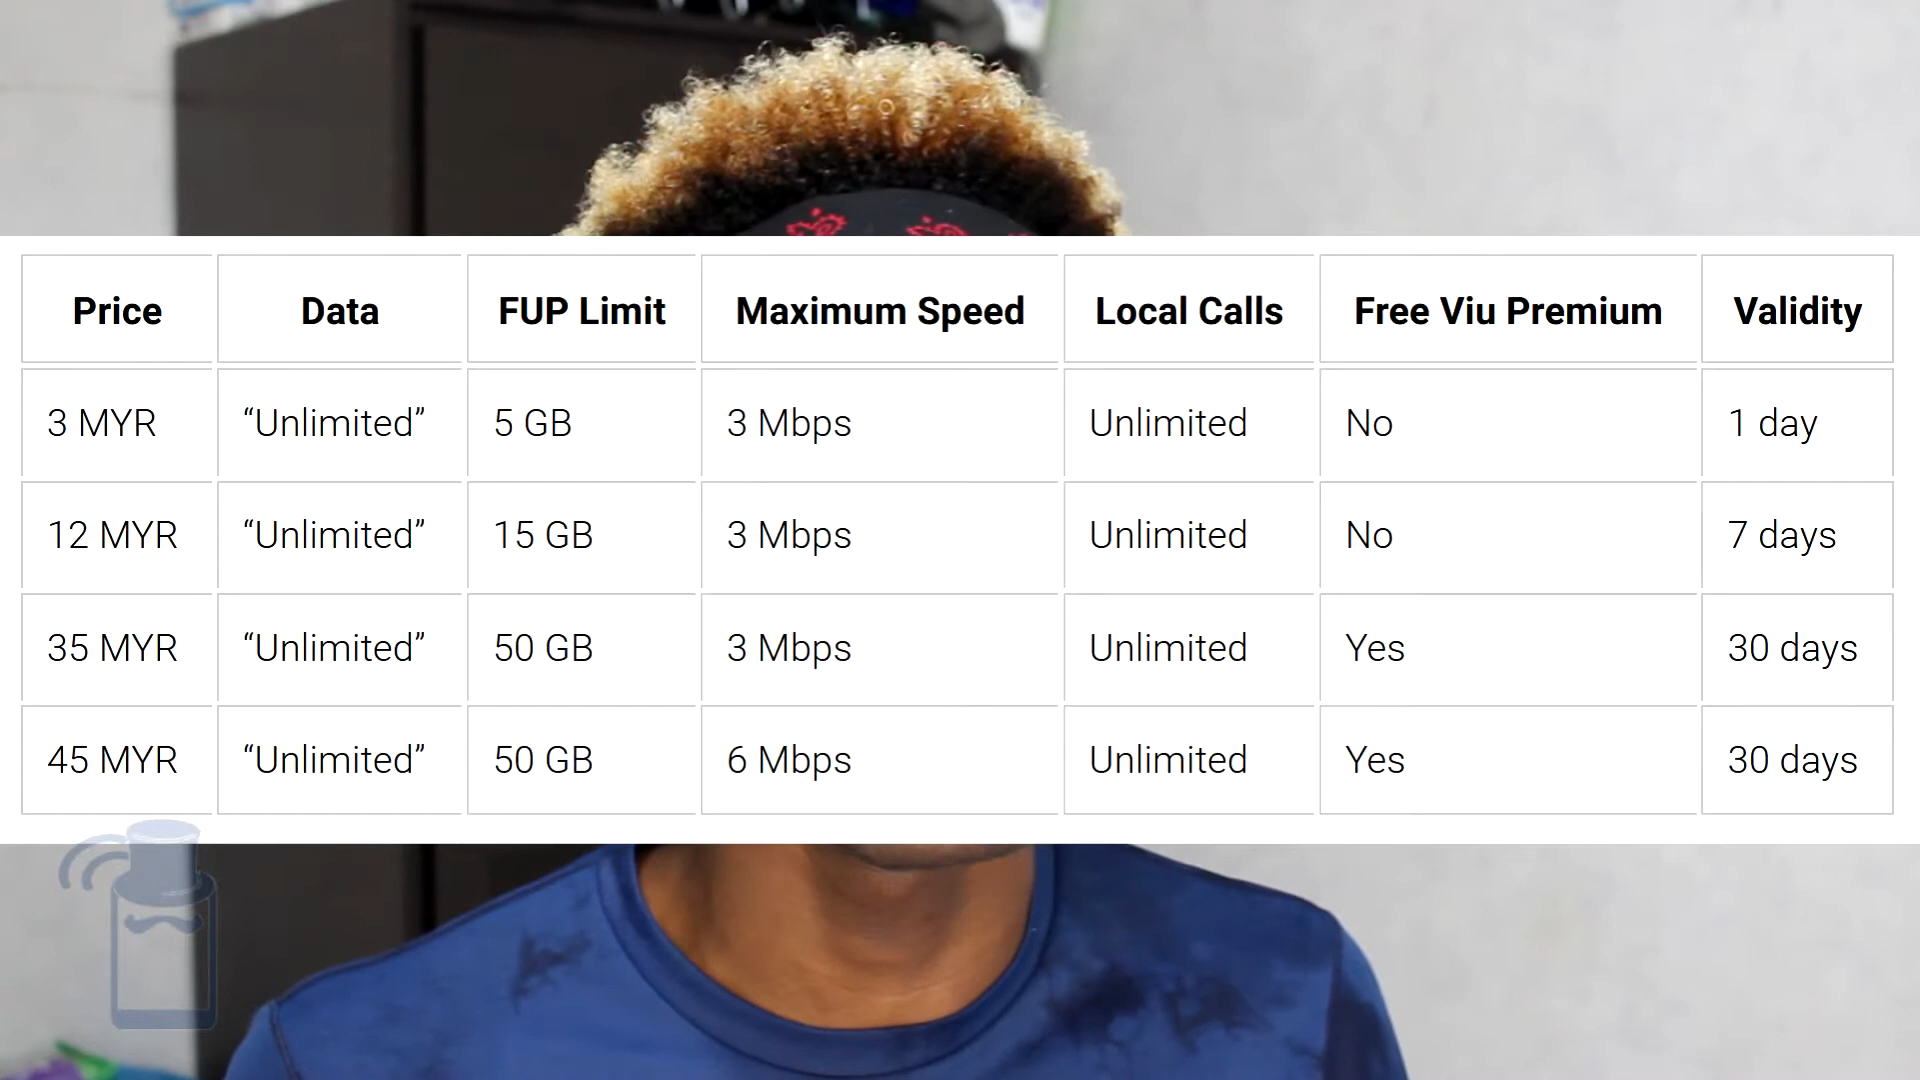 Price Data FUP Limit Maximum Speed Local Calls Free Viu Premium Validity
3 MYR “Unlimited” 5 GB 3 Mbps Unlimited No 1 day
12 MYR “Unlimited” 15 GB 3 Mbps Unlimited No 7 days
35 MYR “Unlimited” 50 GB 3 Mbps Unlimited Yes 30 days
45 MYR “Unlimited” 50 GB 6 Mbps Unlimited Yes 30 days